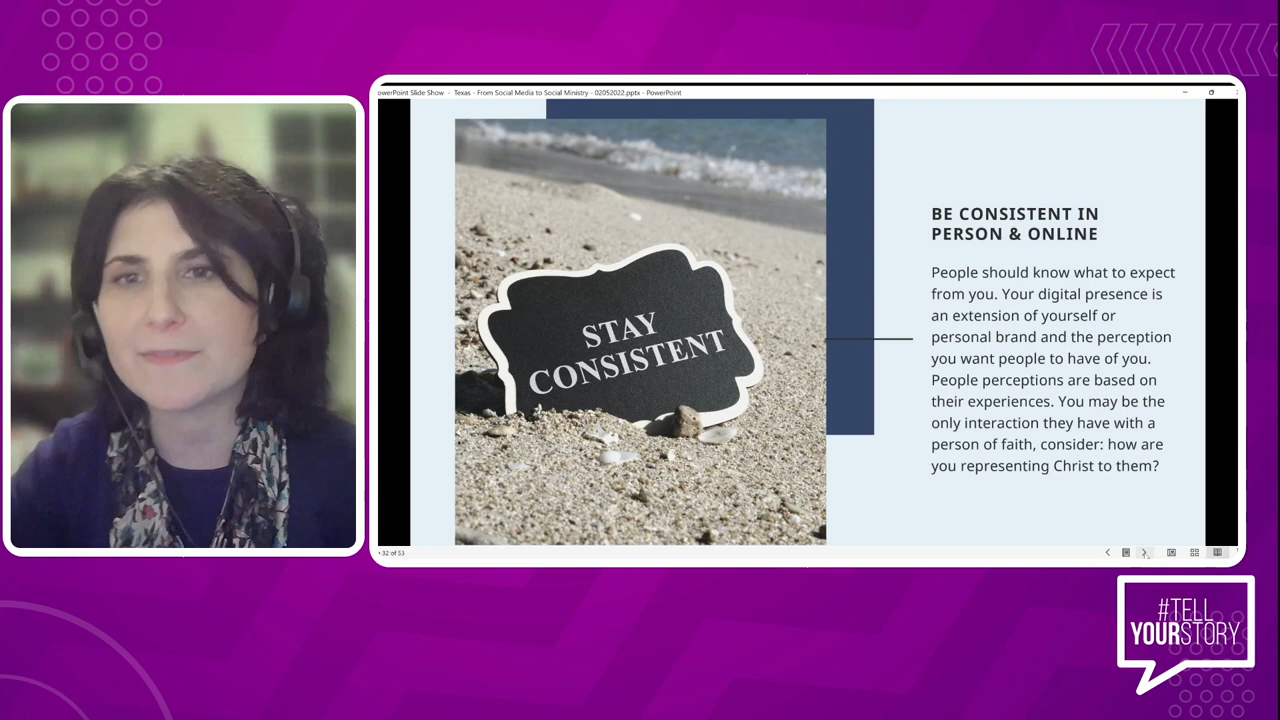 owerPoint Slide Show - Texas - From Social Media to Social Ministry - 02052022.pptx - PowerPoint
STAY
CONSISTENT
BE CONSISTENT IN
PERSON & ONLINE
People should know what to expect
from you. Your digital presence is
an extension of yourself or
personal brand and the perception
you want people to have of you.
People perceptions are based on
their experiences. You may be the
only interaction they have with a
person of faith, consider: how are
you representing Christ to them?
32 of 53
#TELL
YOURSTORY